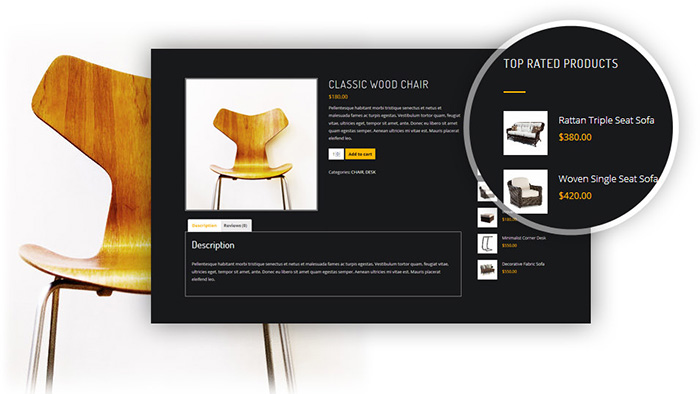 CLASSIC WOOD CHAIR
$180.00
Pellentesque habitant morbi tristique senectus et netus et
malesuada fames ac turpis egestas. Vestibulum tortor quam, feugiat
vitae, ultricies eget, tempor sit amet, ante. Donec eu libero sit amet quam
egestas semper. Aenean ultricies mi vitae est. Mauris placerat
eleifend leo.
Add to cart
Categories: CHAIR, DESK
Description
Reviews (0)
Description
Pellentesque habitant morbi tristique senectus et netus et malesuada fames ac turpis egestas. Vestibulum tortor quam, feugiat vitae,
ultricies eget, tempor sit amet, ante. Donec eu libero sit amet quam egestas semper. Aenean ultricies mi vitae est. Mauris placerat
eleifend leo.
TOP RATED PRODUCTS
Rattan Triple Seat Sofa
$380.00
Woven Single Seat Sofa
$420.00
Minimalist Corner Desk
$550.00
Decorative Fabric Sofa